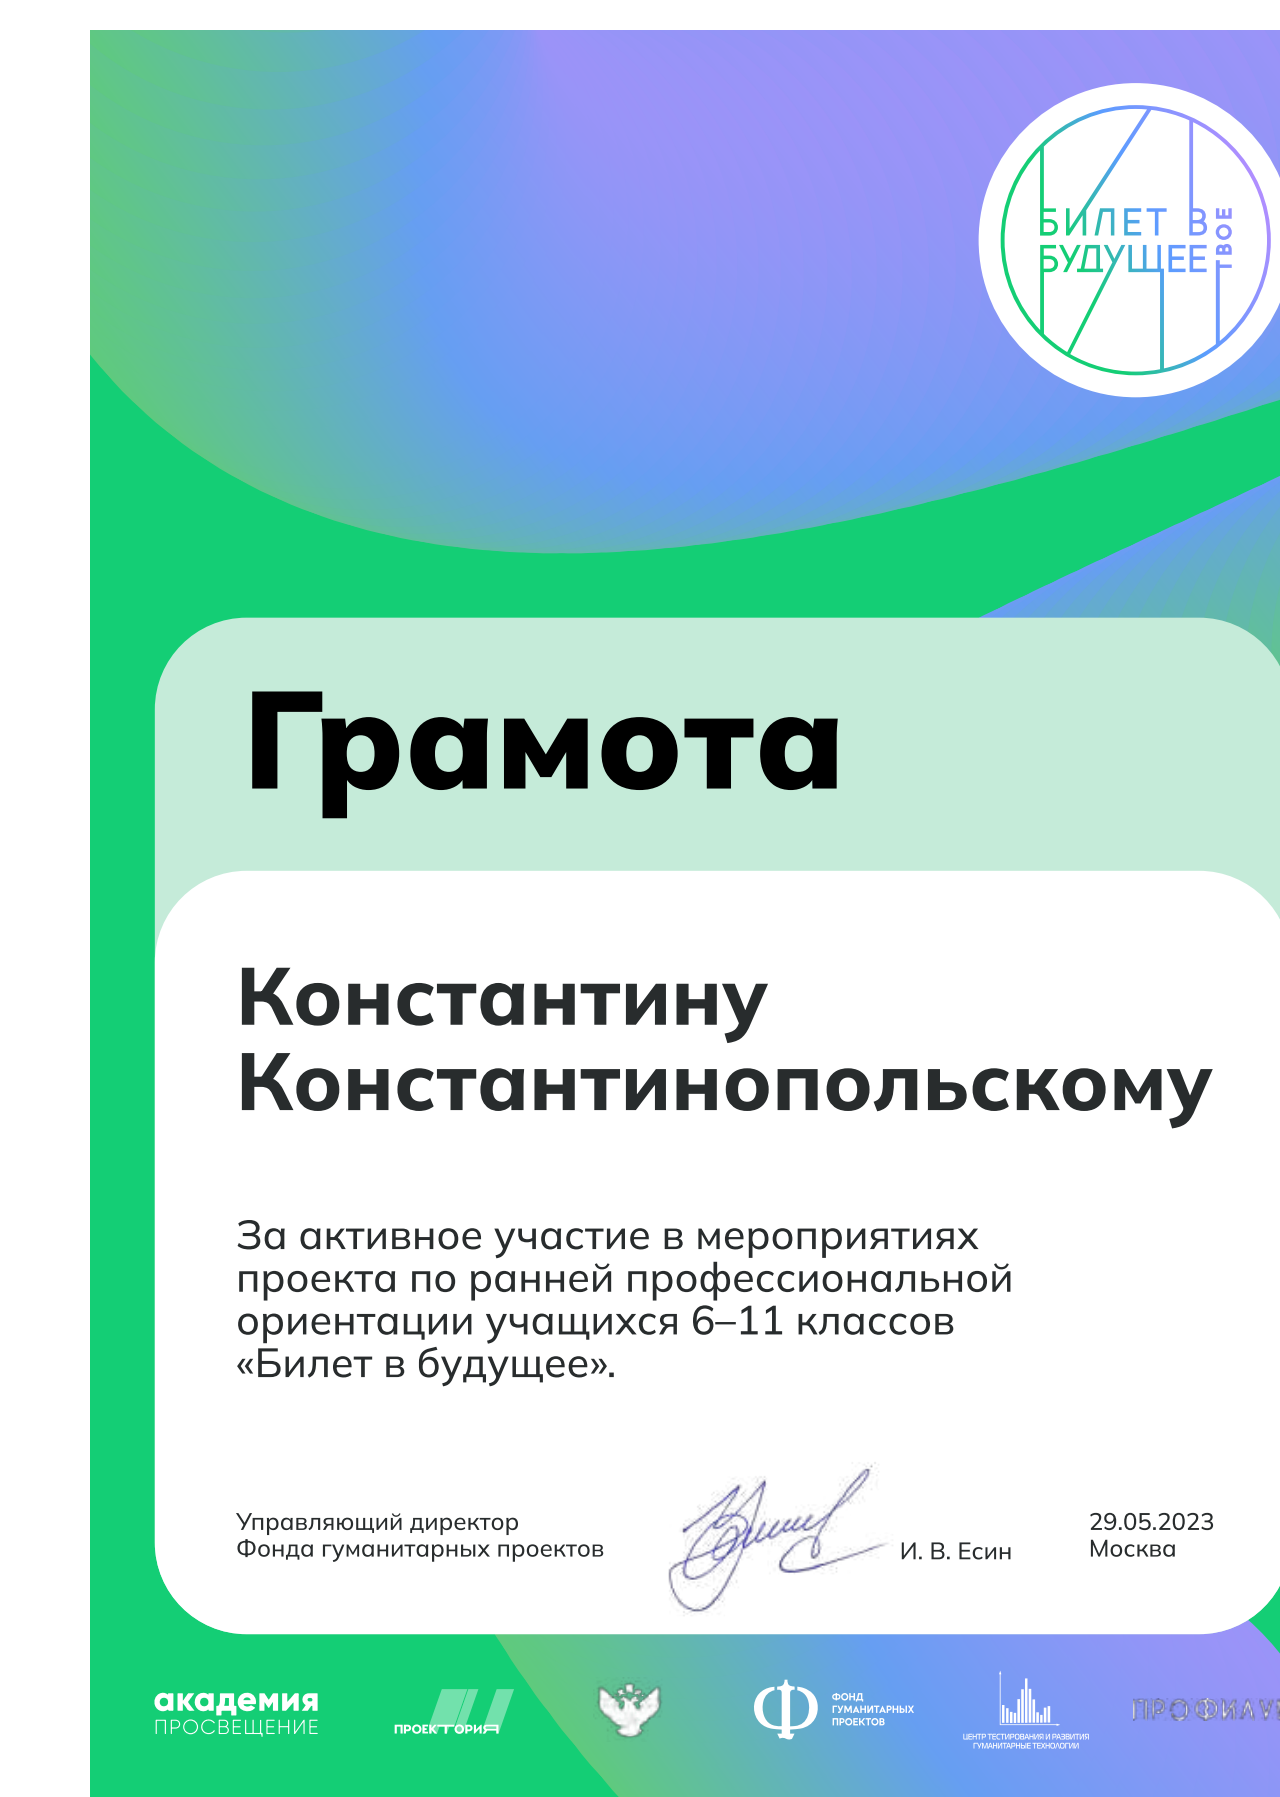 БИЛЕТ В
БУДУЩЕЕ
ТВОЕ
Грамота
Константину
Константинопольскому
За активное участие в мероприятиях
проекта по ранней профессиональной
ориентации учащихся 6–11 классов
«Билет в будущее».
Управляющий директор
Фонда гуманитарных проектов
И. В. Есин
29.05.2023
Москва
академия
ПРОСВЕЩЕНИЕ
ПРОЕКТОРИЯ
ФОНД
ГУМАНИТАРНЫХ
ПРОЕКТОВ
ЦЕНТР ТЕСТИРОВАНИЯ И РАЗВИТИЯ
ГУМАНИТАРНЫЕ ТЕХНОЛОГИИ